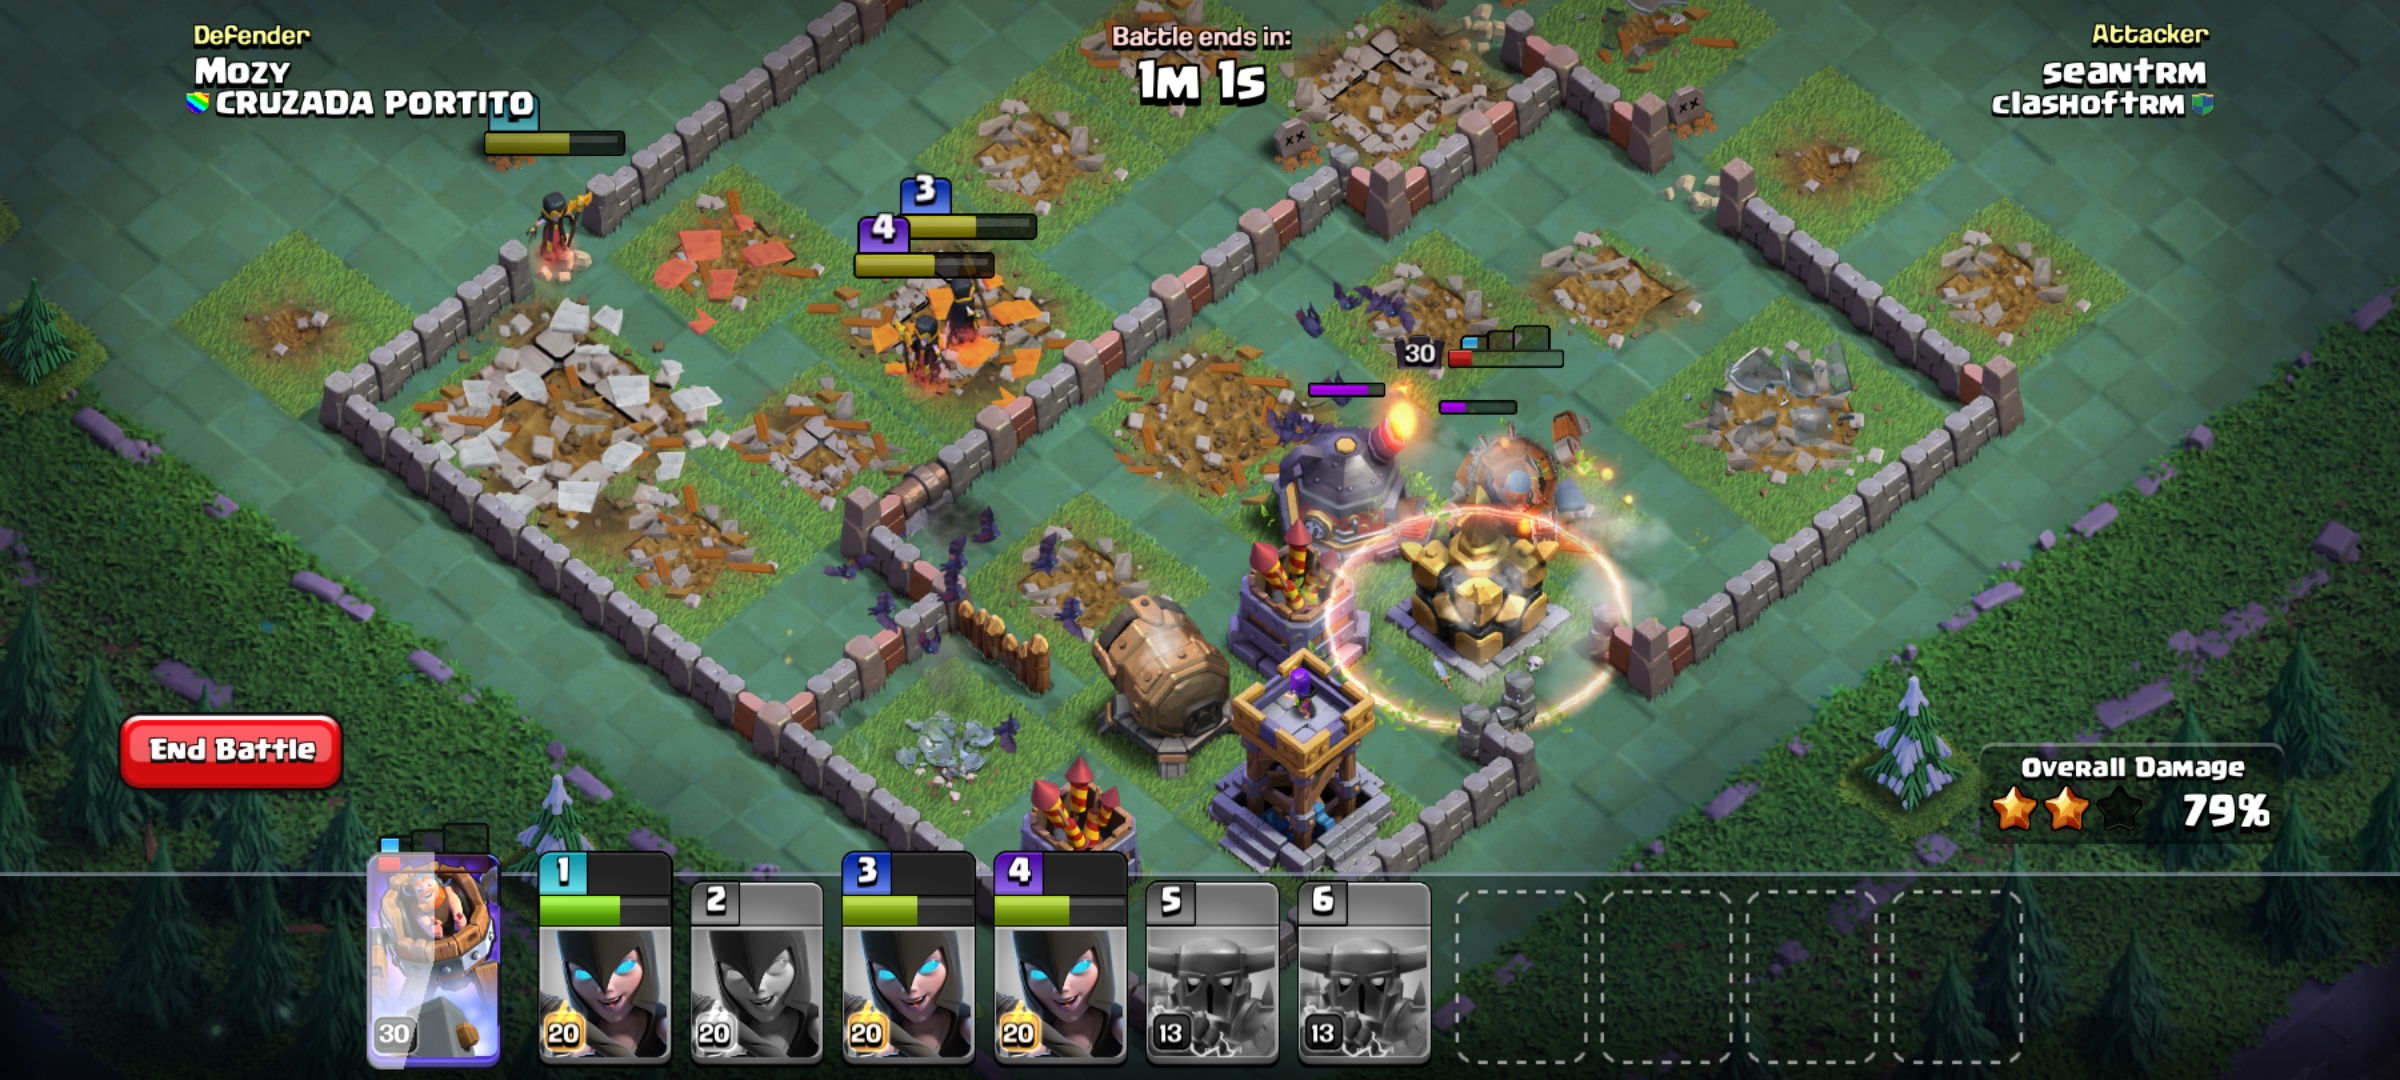 Defender
Mozy
CRUZADA PORTITO
Battle ends in:
1M 1s
Attacker
seantrm
clashoftrm
3
4
30
End Battle
Overall Damage
79%
1
2
3
4
5
6
30
20
20
20
20
13
13